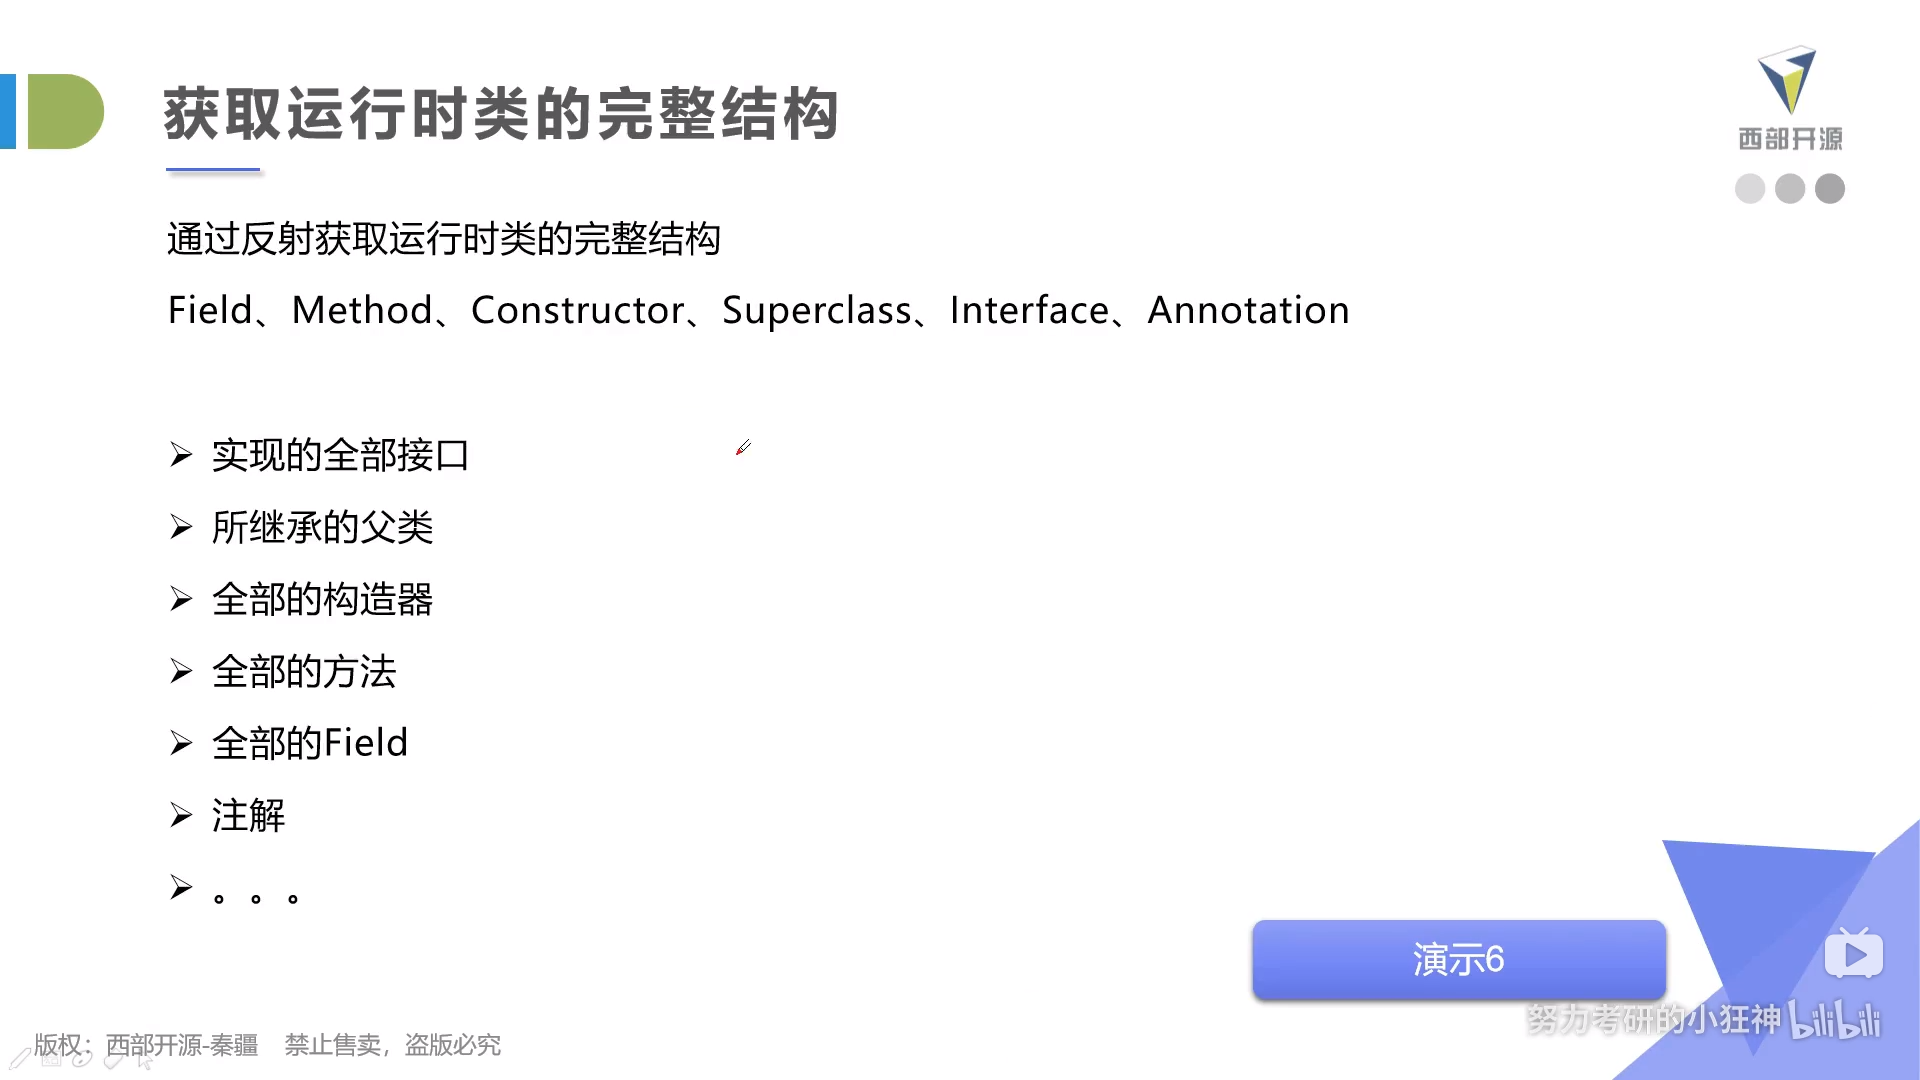 获取运行时类的完整结构
西部开源
通过反射获取运行时类的完整结构
Field、Method、Constructor、Superclass、Interface、Annotation
➢ 实现的全部接口
➢ 所继承的父类
➢ 全部的构造器
➢ 全部的方法
➢ 全部的Field
➢ 注解
➢ 。。。
演示6
努力考研的小狂神 bilibili
版权：西部开源-秦疆 禁止售卖，盗版必究